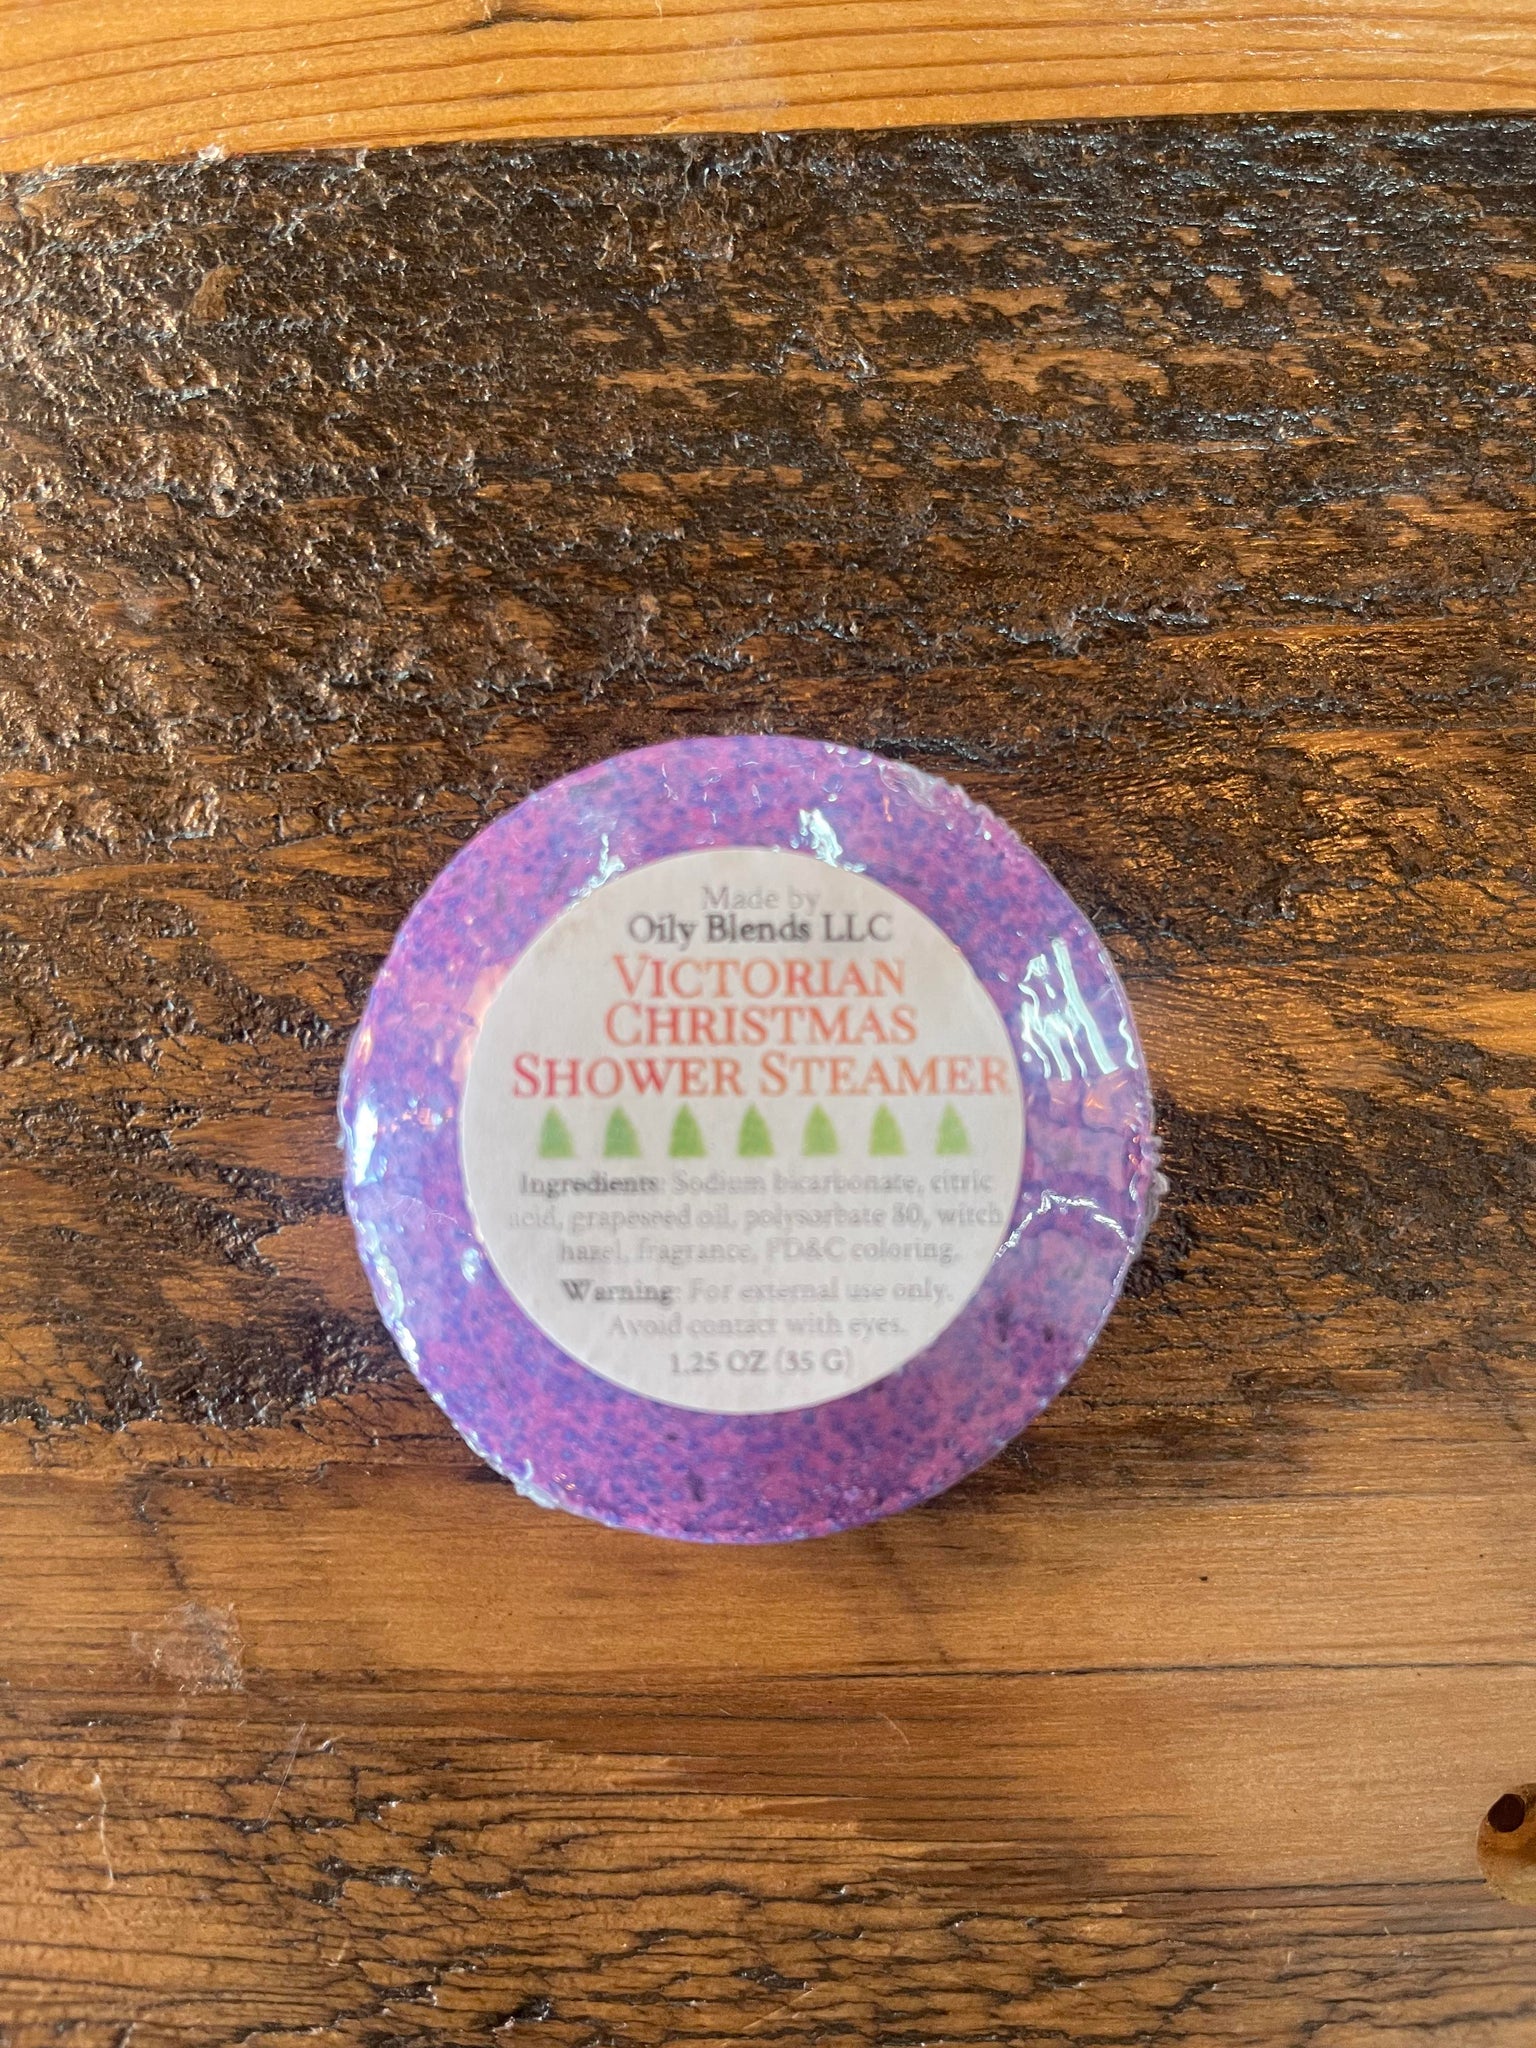 Made by
Oily Blends LLC
VICTORIAN
CHRISTMAS
SHOWER STEAMER
Ingredients: Sodium bicarbonate, citric
acid, grapeseed oil, polysorbate 80, witch
hazel, fragrance, FD&C coloring.
Warning: For external use only.
Avoid contact with eyes.
1.25 OZ (35 G)